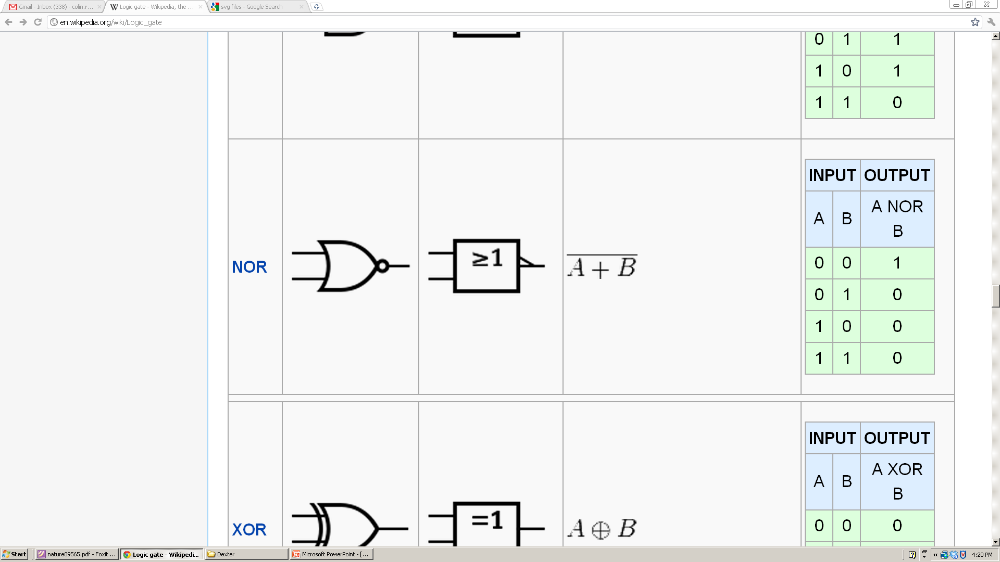 Gmail - Inbox (338) - colin.r...
Logic gate - Wikipedia, the ...
svg files - Google Search
en.wikipedia.org/wiki/Logic_gate
0 1 1
1 0 1
1 1 0
NOR
≥1
A + B
INPUT OUTPUT
A B A NOR B
0 0 1
0 1 0
1 0 0
1 1 0
XOR
=1
A ⊕ B
INPUT OUTPUT
A B A XOR B
0 0 0
Start
nature09565.pdf - Foxit ...
Logic gate - Wikipedi...
Dexter
Microsoft PowerPoint - [...
4:20 PM